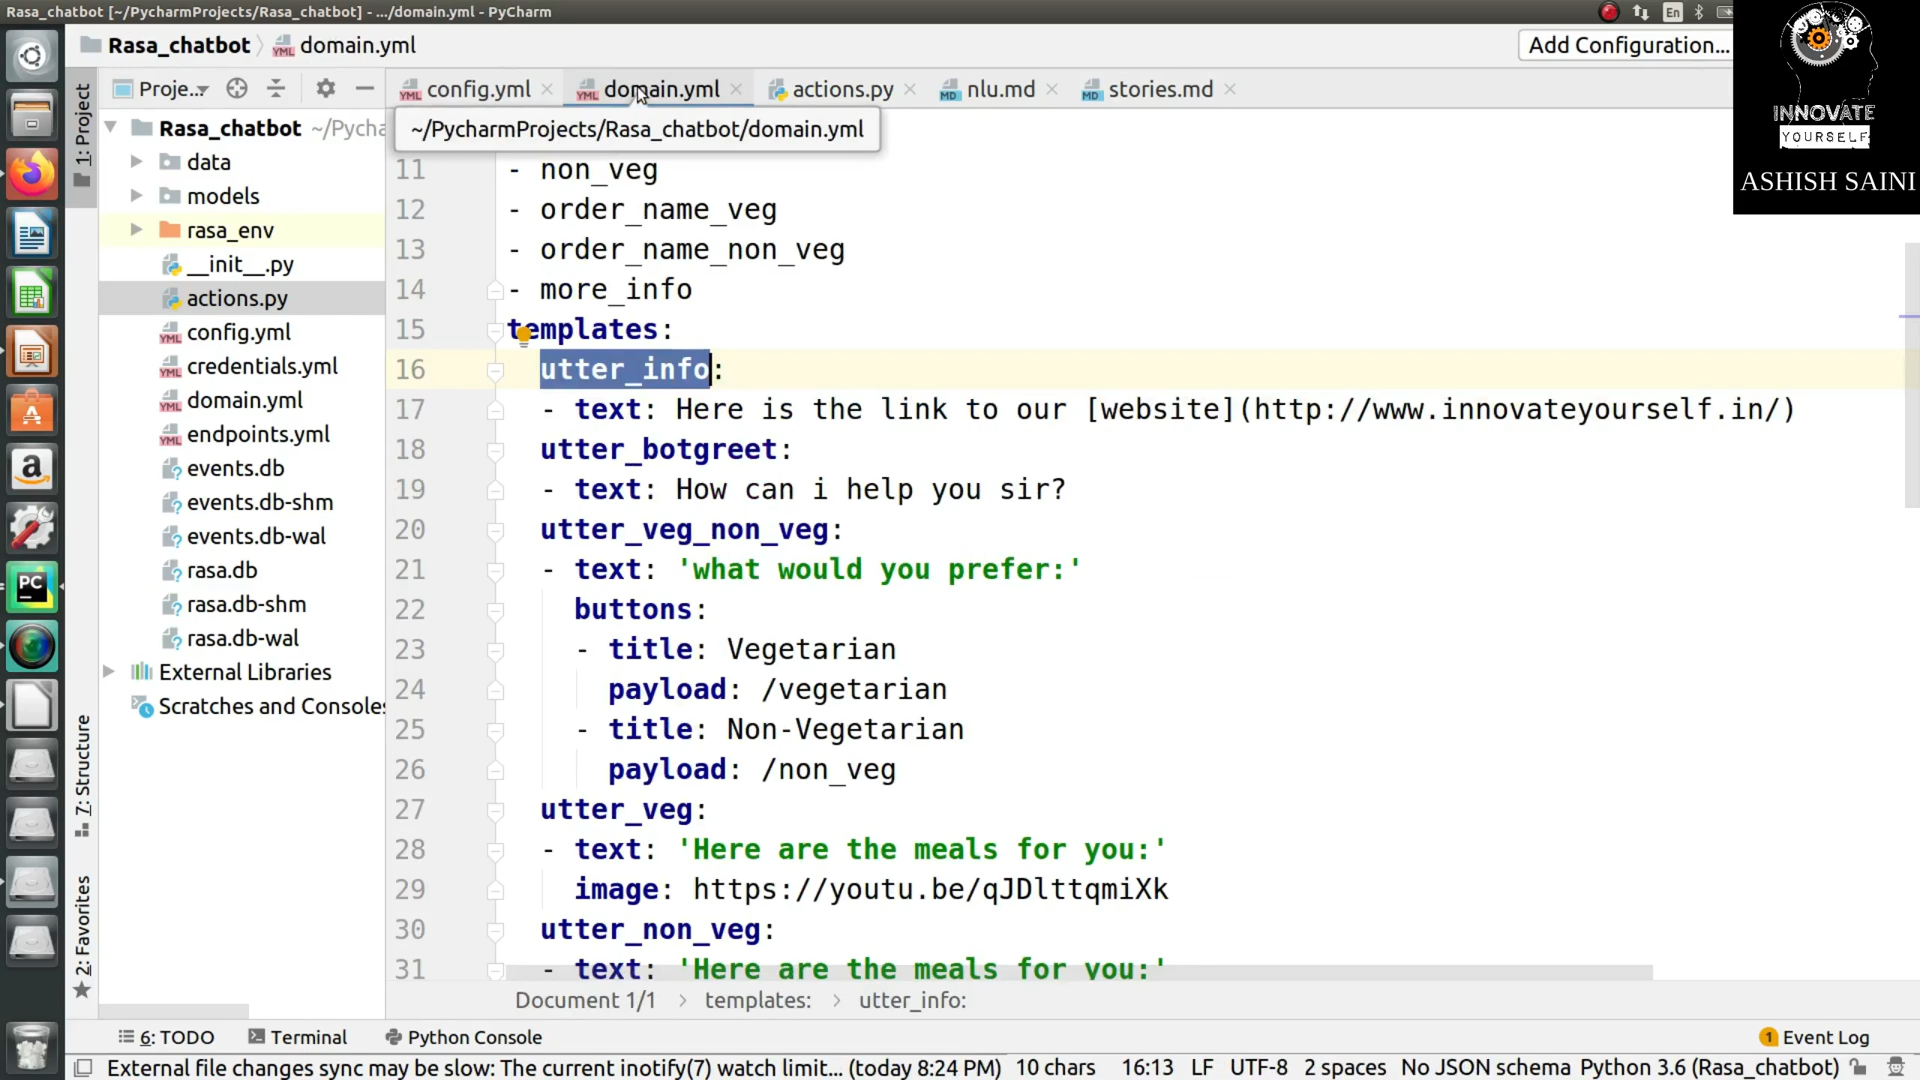 Rasa_chatbot [~/PycharmProjects/Rasa_chatbot] - .../domain.yml - PyCharm
En
Rasa_chatbot
domain.yml
Add Configuration...
INNOVATE
YOURSELF
ASHISH SAINI
Proje...
config.yml
domain.yml
actions.py
nlu.md
stories.md
~/PycharmProjects/Rasa_chatbot/domain.yml
1: Project
7: Structure
2: Favorites
Rasa_chatbot ~/Pycha
data
models
rasa_env
__init__.py
actions.py
config.yml
credentials.yml
domain.yml
endpoints.yml
events.db
events.db-shm
events.db-wal
rasa.db
rasa.db-shm
rasa.db-wal
External Libraries
Scratches and Consoles
11 - non_veg
12 - order_name_veg
13 - order_name_non_veg
14 - more_info
15 templates:
16 utter_info:
17 - text: Here is the link to our [website](http://www.innovateyourself.in/)
18 utter_botgreet:
19 - text: How can i help you sir?
20 utter_veg_non_veg:
21 - text: 'what would you prefer:'
22 buttons:
23 - title: Vegetarian
24 payload: /vegetarian
25 - title: Non-Vegetarian
26 payload: /non_veg
27 utter_veg:
28 - text: 'Here are the meals for you:'
29 image: https://youtu.be/qJDlttqmiXk
30 utter_non_veg:
31 - text: 'Here are the meals for you:'
Document 1/1 › templates: › utter_info:
6: TODO
Terminal
Python Console
1 Event Log
External file changes sync may be slow: The current inotify(7) watch limit... (today 8:24 PM)
10 chars
16:13
LF
UTF-8
2 spaces
No JSON schema
Python 3.6 (Rasa_chatbot)